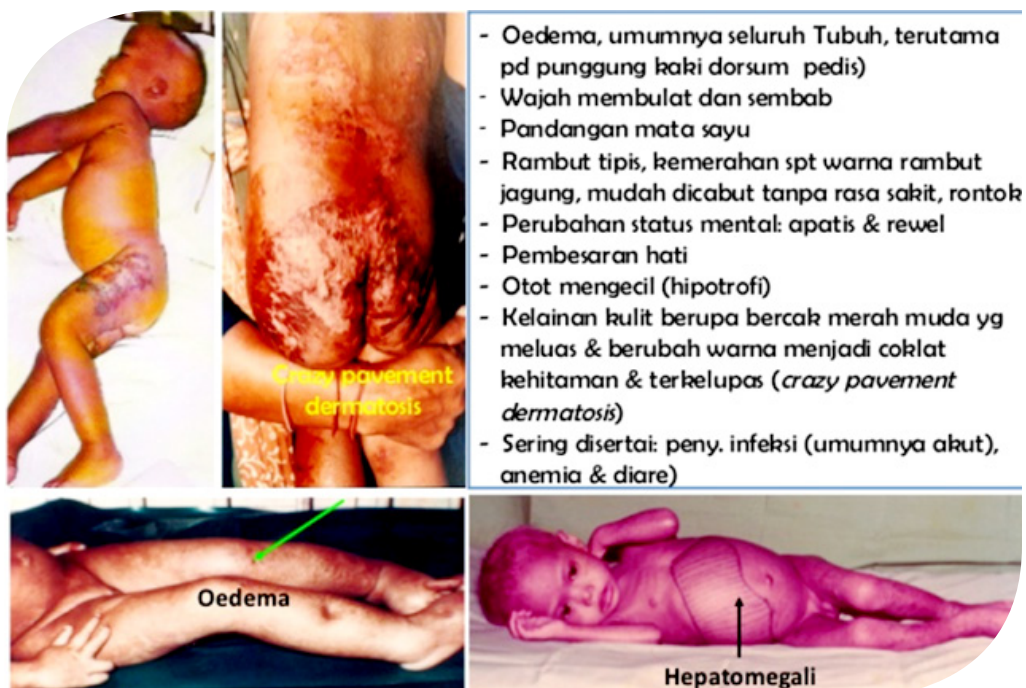 - Oedema, umumnya seluruh Tubuh, terutama
pd punggung kaki dorsum pedis)
- Wajah membulat dan sembab
- Pandangan mata sayu
- Rambut tipis, kemerahan spt warna rambut
jagung, mudah dicabut tanpa rasa sakit, rontok
- Perubahan status mental: apatis & rewel
- Pembesaran hati
- Otot mengecil (hipotrofi)
- Kelainan kulit berupa bercak merah muda yg
meluas & berubah warna menjadi coklat
kehitaman & terkelupas (crazy pavement
dermatosis)
- Sering disertai: peny. infeksi (umumnya akut),
anemia & diare)
Crazy pavement
dermatosis
Oedema
Hepatomegali